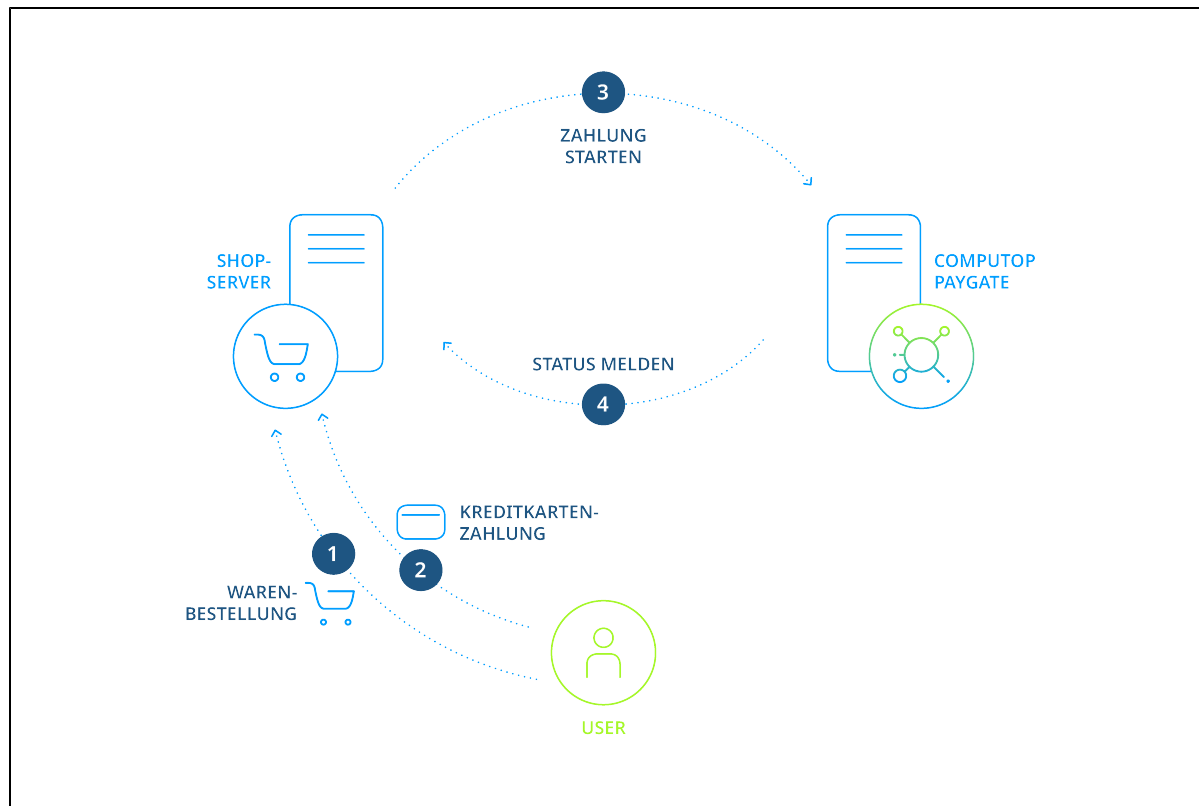 3
ZAHLUNG
STARTEN
SHOP-
SERVER
COMPUTOP
PAYGATE
STATUS MELDEN
4
KREDITKARTEN-
ZAHLUNG
1
2
WAREN-
BESTELLUNG
USER